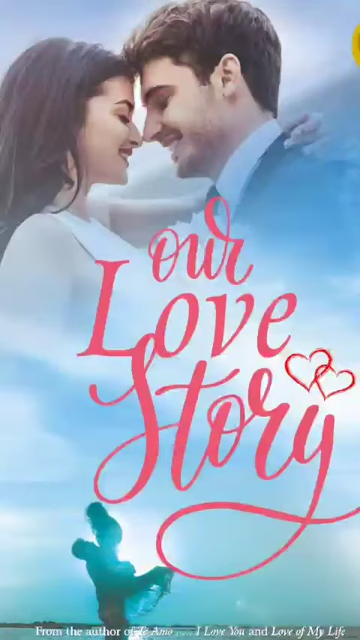 our
Love
Story
From the author of Te Amo ..... I Love You and Love of My Life